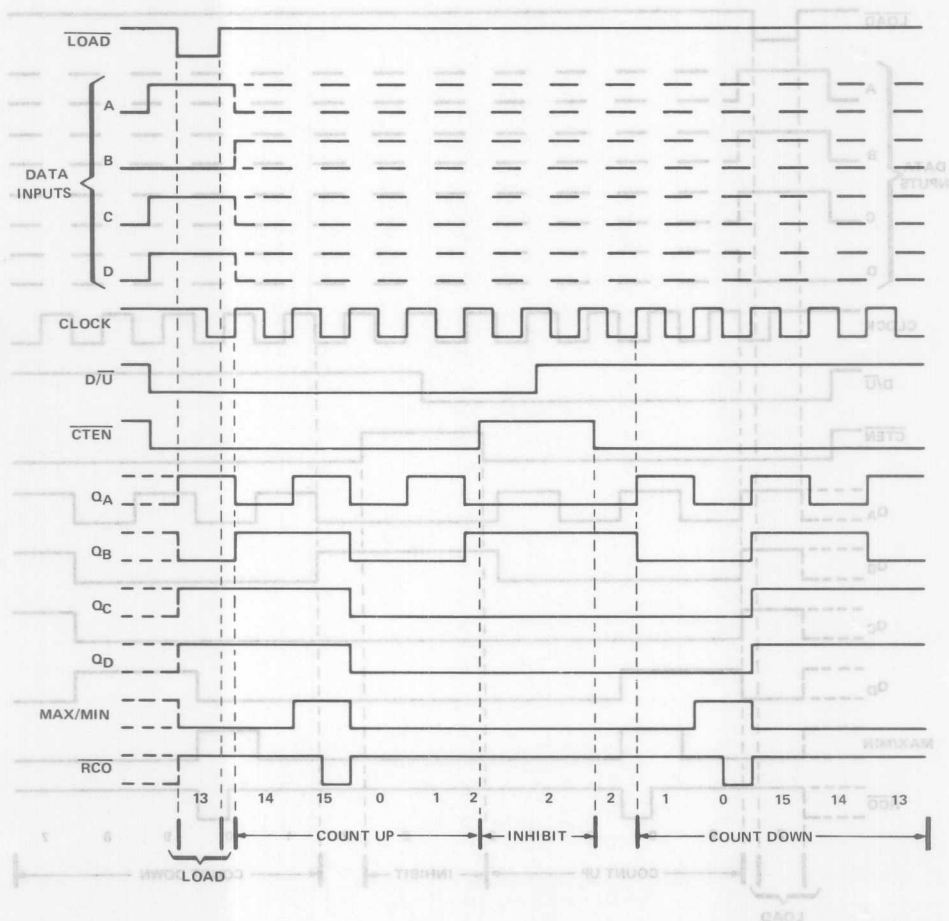 LOAD
A
B
DATA
INPUTS
C
D
CLOCK
D/U
CTEN
QA
QB
QC
QD
MAX/MIN
RCO
13 14 15 0 1 2 2 2 1 0 15 14 13
COUNT UP INHIBIT COUNT DOWN
LOAD